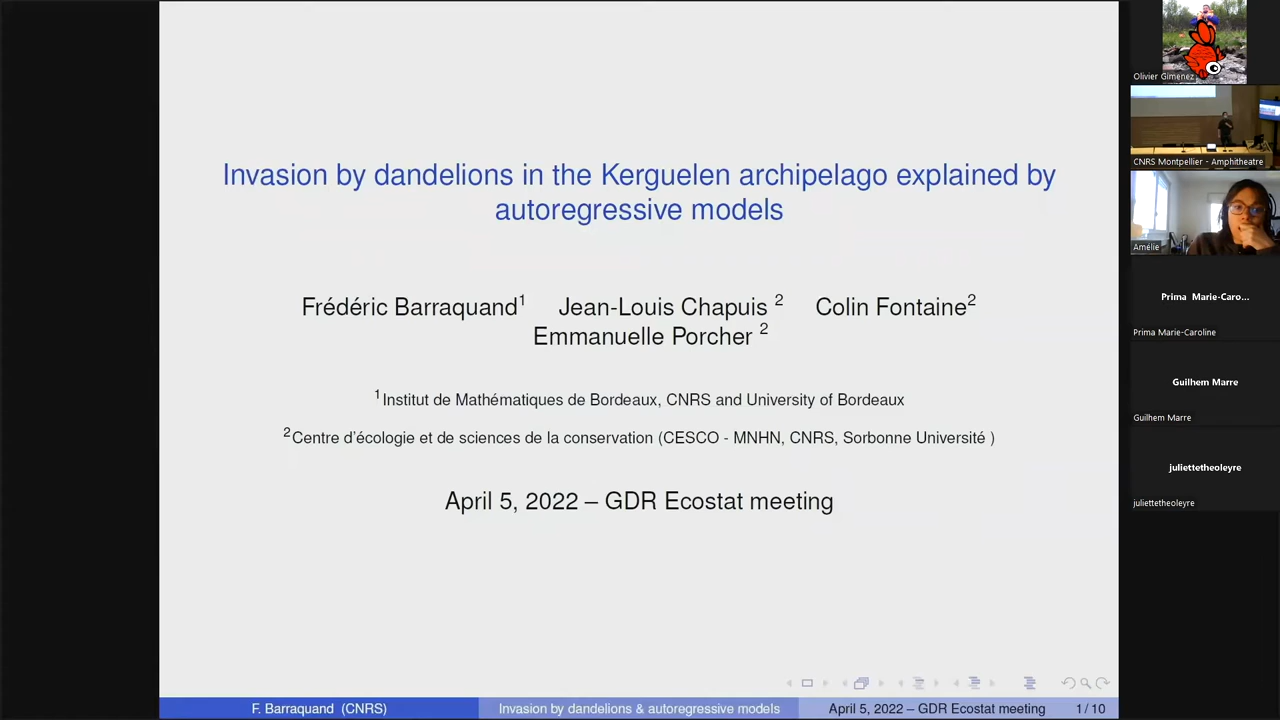 Invasion by dandelions in the Kerguelen archipelago explained by
autoregressive models
Frédéric Barraquand1 Jean-Louis Chapuis 2 Colin Fontaine2
Emmanuelle Porcher 2
1Institut de Mathématiques de Bordeaux, CNRS and University of Bordeaux
2Centre d'écologie et de sciences de la conservation (CESCO - MNHN, CNRS, Sorbonne Université )
April 5, 2022 – GDR Ecostat meeting
F. Barraquand (CNRS)
Invasion by dandelions & autoregressive models
April 5, 2022 – GDR Ecostat meeting
1 / 10
Olivier Gimenez
CNRS Montpellier - Amphitheatre
Amélie
Prima Marie-Caro...
Prima Marie-Caroline
Guilhem Marre
Guilhem Marre
juliettetheoleyre
juliettetheoleyre